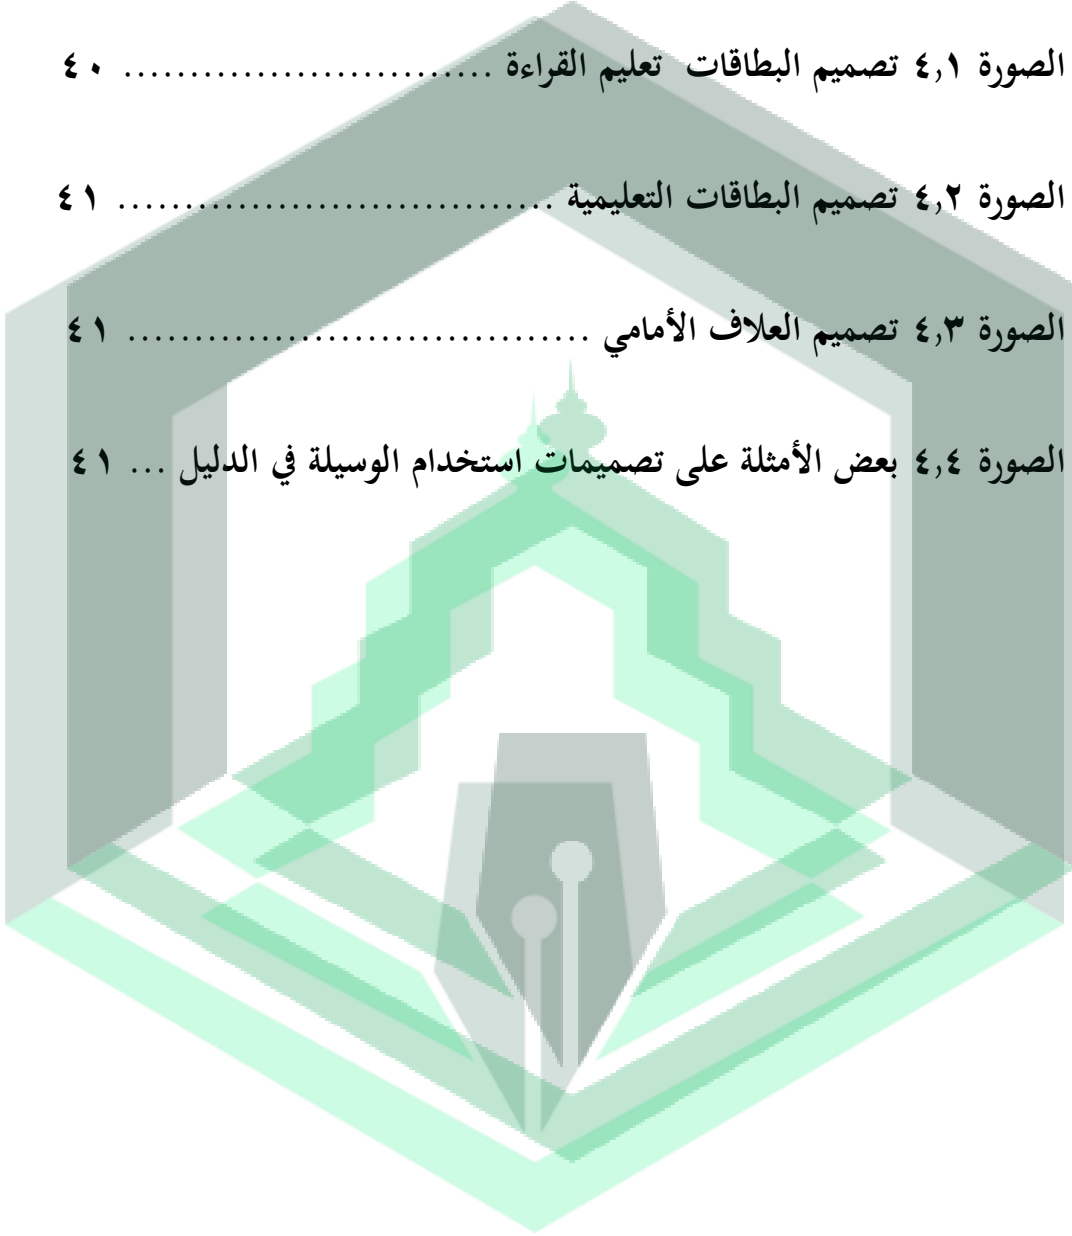 الصورة ٤,١ تصميم البطاقات تعليم القراءة ............................ ٤٠
الصورة ٤,٢ تصميم البطاقات التعليمية ................................. ٤١
الصورة ٤,٣ تصميم العلاف الأمامي ................................... ٤١
الصورة ٤,٤ بعض الأمثلة على تصميمات استخدام الوسيلة في الدليل ... ٤١